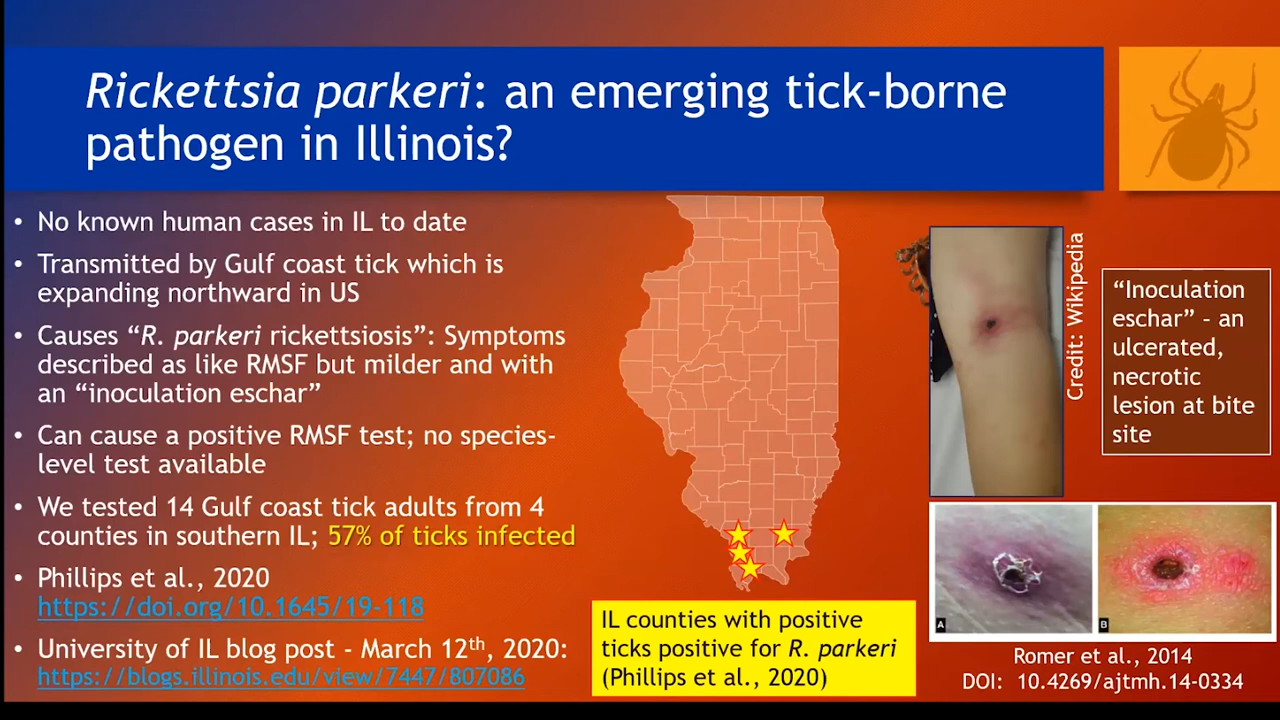 Rickettsia parkeri: an emerging tick-borne
pathogen in Illinois?
• No known human cases in IL to date
• Transmitted by Gulf coast tick which is
expanding northward in US
• Causes “R. parkeri rickettsiosis”: Symptoms
described as like RMSF but milder and with
an “inoculation eschar”
• Can cause a positive RMSF test; no species-
level test available
• We tested 14 Gulf coast tick adults from 4
counties in southern IL; 57% of ticks infected
• Phillips et al., 2020
https://doi.org/10.1645/19-118
• University of IL blog post - March 12th, 2020:
https://blogs.illinois.edu/view/7447/807086
IL counties with positive
ticks positive for R. parkeri
(Phillips et al., 2020)
Credit: Wikipedia
“Inoculation
eschar” – an
ulcerated,
necrotic
lesion at bite
site
A
B
Romer et al., 2014
DOI: 10.4269/ajtmh.14-0334